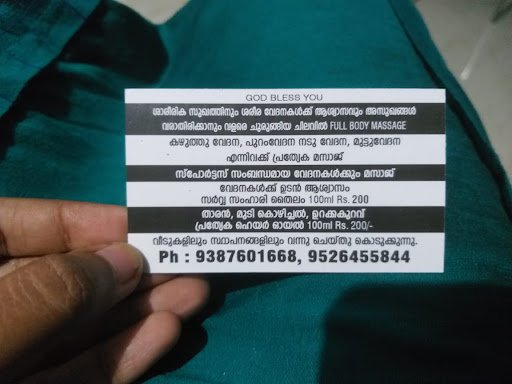 GOD BLESS YOU
ശാരീരിക സുഖത്തിനും ശരീര വേദനകൾക്ക് ആശ്വാസവും അസുഖങ്ങൾ
വരാതിരിക്കാനും വളരെ ചുരുങ്ങിയ ചിലവിൽ FULL BODY MASSAGE
കഴുത്തു വേദന, പുറംവേദന നടു വേദന, മുട്ടുവേദന
എന്നിവക്ക് പ്രത്യേക മസാജ്
സ്പോർട്ടസ് സംബന്ധമായ വേദനകൾക്കും മസാജ്
വേദനകൾക്ക് ഉടൻ ആശ്വാസം
സർവ്വ സംഹാരി തൈലം 100ml Rs. 200
താരൻ, മുടി കൊഴിച്ചൽ, ഉറക്കകുറവ്
പ്രത്യേക ഹെയർ ഓയൽ 100ml Rs. 200/-
വീടുകളിലും സ്ഥാപനങ്ങളിലും വന്നു ചെയ്തു കൊടുക്കുന്നു.
Ph : 9387601668, 9526455844